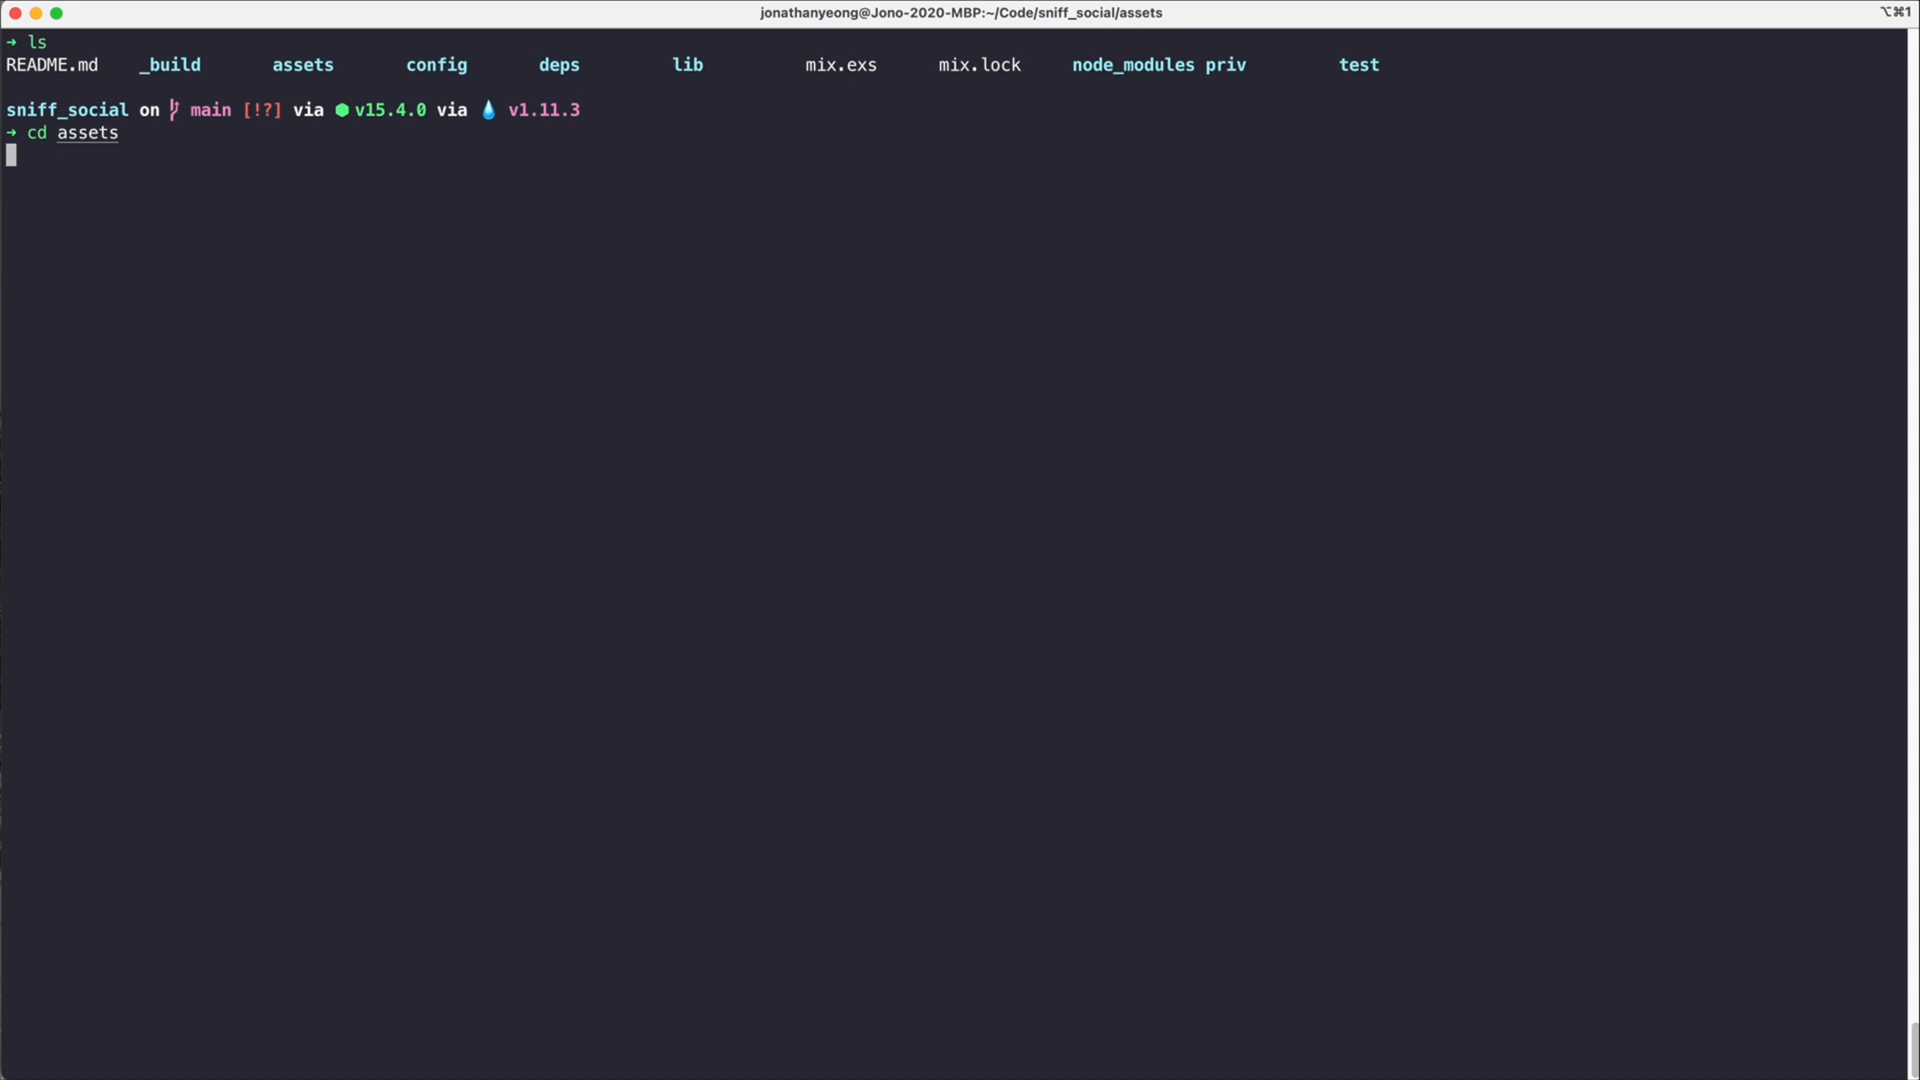 jonathanyeong@Jono-2020-MBP:~/Code/sniff_social/assets
⌥⌘1
➜ ls
README.md _build assets config deps lib mix.exs mix.lock node_modules priv test
sniff_social on main [!?] via ⬢ v15.4.0 via 💧 v1.11.3
➜ cd assets